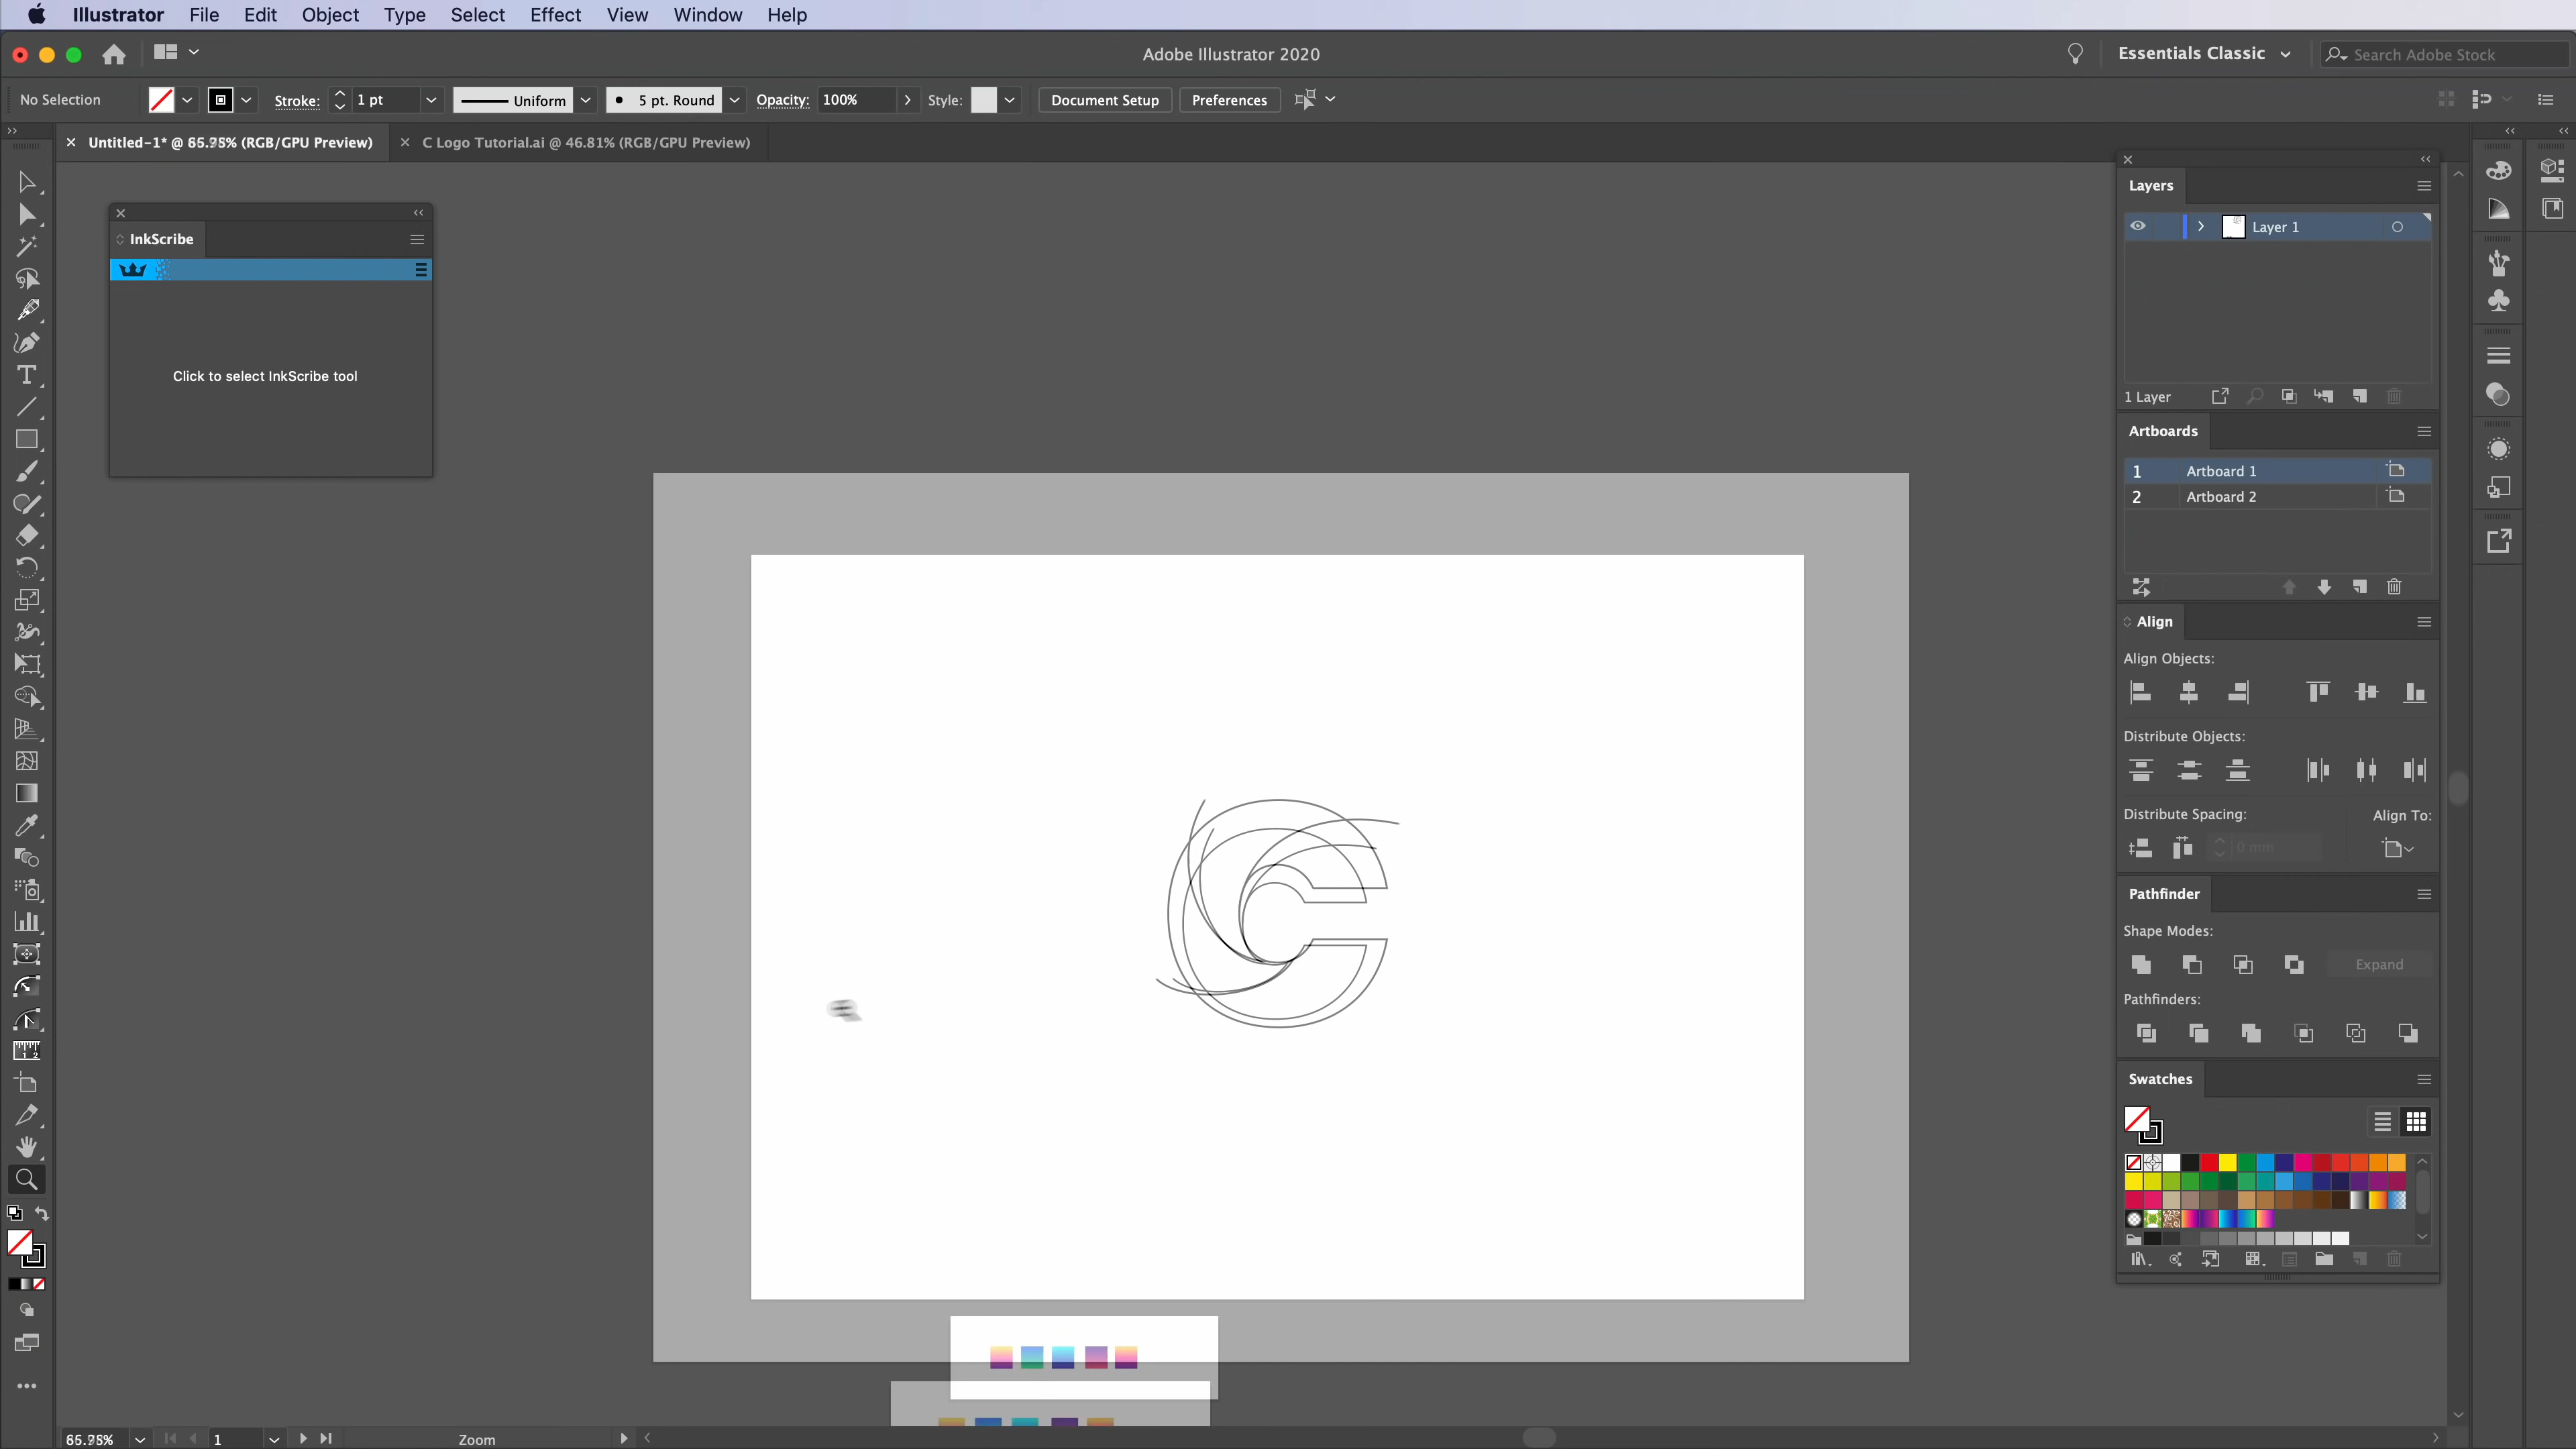 Illustrator File Edit Object Type Select Effect View Window Help
Adobe Illustrator 2020
Essentials Classic
Search Adobe Stock
No Selection Stroke: 1 pt Uniform 5 pt. Round Opacity: 100% Style: Document Setup Preferences
Untitled-1* @ (RGB/GPU Preview)
C Logo Tutorial.ai @ 46.81% (RGB/GPU Preview)
InkScribe
Click to select InkScribe tool
Layers
Layer 1
1 Layer
Artboards
1 Artboard 1
2 Artboard 2
Align
Align Objects:
Distribute Objects:
Distribute Spacing: Align To:
0 mm
Pathfinder
Shape Modes:
Expand
Pathfinders:
Swatches
1
Zoom